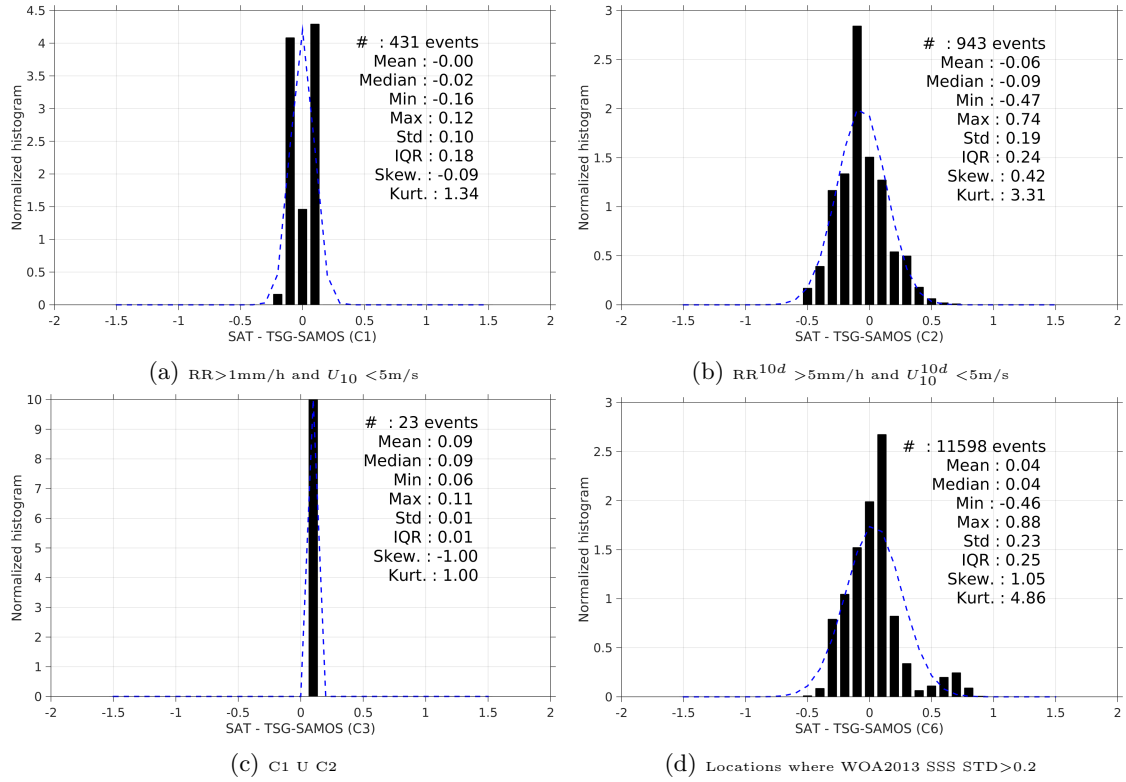 4.5
4
3.5
3
2.5
2
1.5
1
0.5
0
Normalized histogram
# : 431 events
Mean : -0.00
Median : -0.02
Min : -0.16
Max : 0.12
Std : 0.10
IQR : 0.18
Skew. : -0.09
Kurt. : 1.34
-2 -1.5 -1 -0.5 0 0.5 1 1.5 2
SAT - TSG-SAMOS (C1)
(a) RR>1mm/h and U10 <5m/s
3
2.5
2
1.5
1
0.5
0
Normalized histogram
# : 943 events
Mean : -0.06
Median : -0.09
Min : -0.47
Max : 0.74
Std : 0.19
IQR : 0.24
Skew. : 0.42
Kurt. : 3.31
-2 -1.5 -1 -0.5 0 0.5 1 1.5 2
SAT - TSG-SAMOS (C2)
(b) RR^10d >5mm/h and U10^10d <5m/s
10
9
8
7
6
5
4
3
2
1
0
Normalized histogram
# : 23 events
Mean : 0.09
Median : 0.09
Min : 0.06
Max : 0.11
Std : 0.01
IQR : 0.01
Skew. : -1.00
Kurt. : 1.00
-2 -1.5 -1 -0.5 0 0.5 1 1.5 2
SAT - TSG-SAMOS (C3)
(c) C1 U C2
3
2.5
2
1.5
1
0.5
0
Normalized histogram
# : 11598 events
Mean : 0.04
Median : 0.04
Min : -0.46
Max : 0.88
Std : 0.23
IQR : 0.25
Skew. : 1.05
Kurt. : 4.86
-2 -1.5 -1 -0.5 0 0.5 1 1.5 2
SAT - TSG-SAMOS (C6)
(d) Locations where WOA2013 SSS STD>0.2